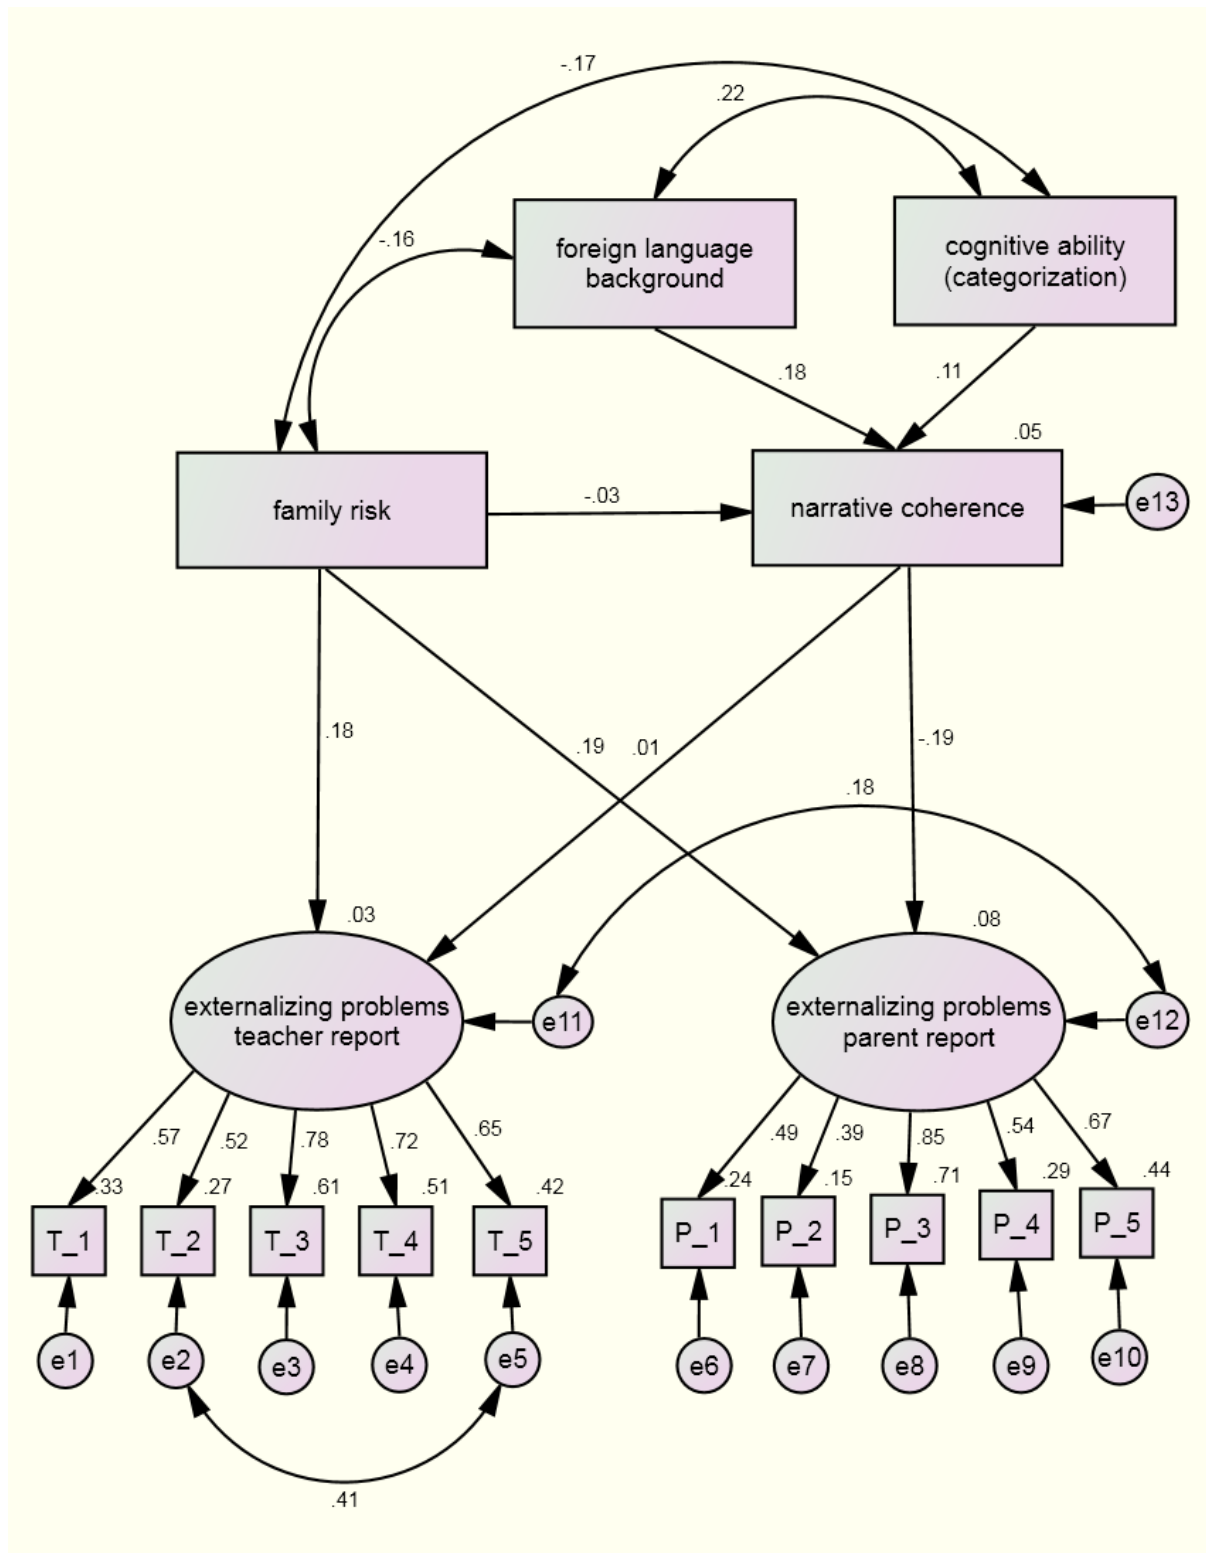 -.17
.22
foreign language
background
cognitive ability
(categorization)
-.16
.18
.11
.05
family risk
-.03
narrative coherence
e13
.18
.19
.01
-.19
.18
.03
.08
externalizing problems
teacher report
e11
externalizing problems
parent report
e12
.57
.52
.78
.72
.65
.49
.39
.85
.54
.67
.33
.27
.61
.51
.42
.24
.15
.71
.29
.44
T_1
T_2
T_3
T_4
T_5
P_1
P_2
P_3
P_4
P_5
e1
e2
e3
e4
e5
e6
e7
e8
e9
e10
.41